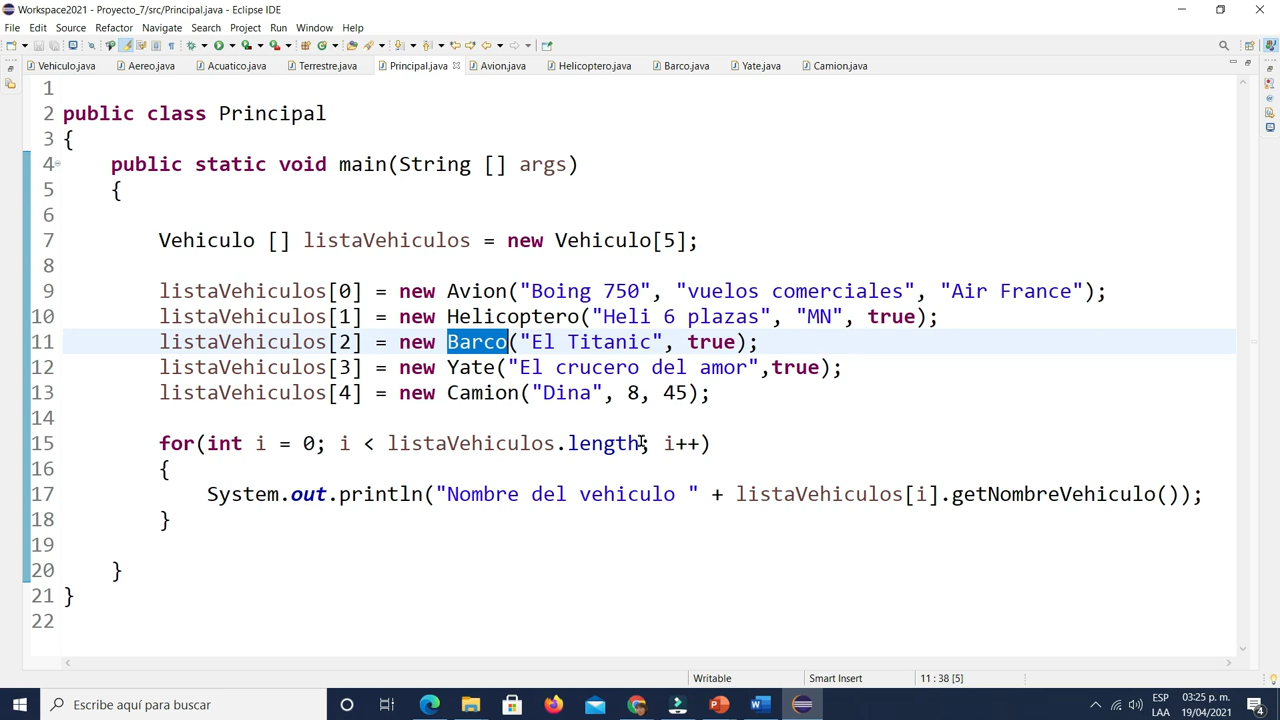 Workspace2021 - Proyecto_7/src/Principal.java - Eclipse IDE
File Edit Source Refactor Navigate Search Project Run Window Help
Vehiculo.java Aereo.java Acuatico.java Terrestre.java Principal.java Avion.java Helicoptero.java Barco.java Yate.java Camion.java
1
2 public class Principal
3 {
4 public static void main(String [] args)
5 {
6
7 Vehiculo [] listaVehiculos = new Vehiculo[5];
8
9 listaVehiculos[0] = new Avion("Boing 750", "vuelos comerciales", "Air France");
10 listaVehiculos[1] = new Helicoptero("Heli 6 plazas", "MN", true);
11 listaVehiculos[2] = new Barco("El Titanic", true);
12 listaVehiculos[3] = new Yate("El crucero del amor",true);
13 listaVehiculos[4] = new Camion("Dina", 8, 45);
14
15 for(int i = 0; i < listaVehiculos.length; i++)
16 {
17 System.out.println("Nombre del vehiculo " + listaVehiculos[i].getNombreVehiculo());
18 }
19
20 }
21 }
22
Writable Smart Insert 11 : 38 [5]
Escribe aquí para buscar
ESP 03:25 p. m.
LAA 19/04/2021
4